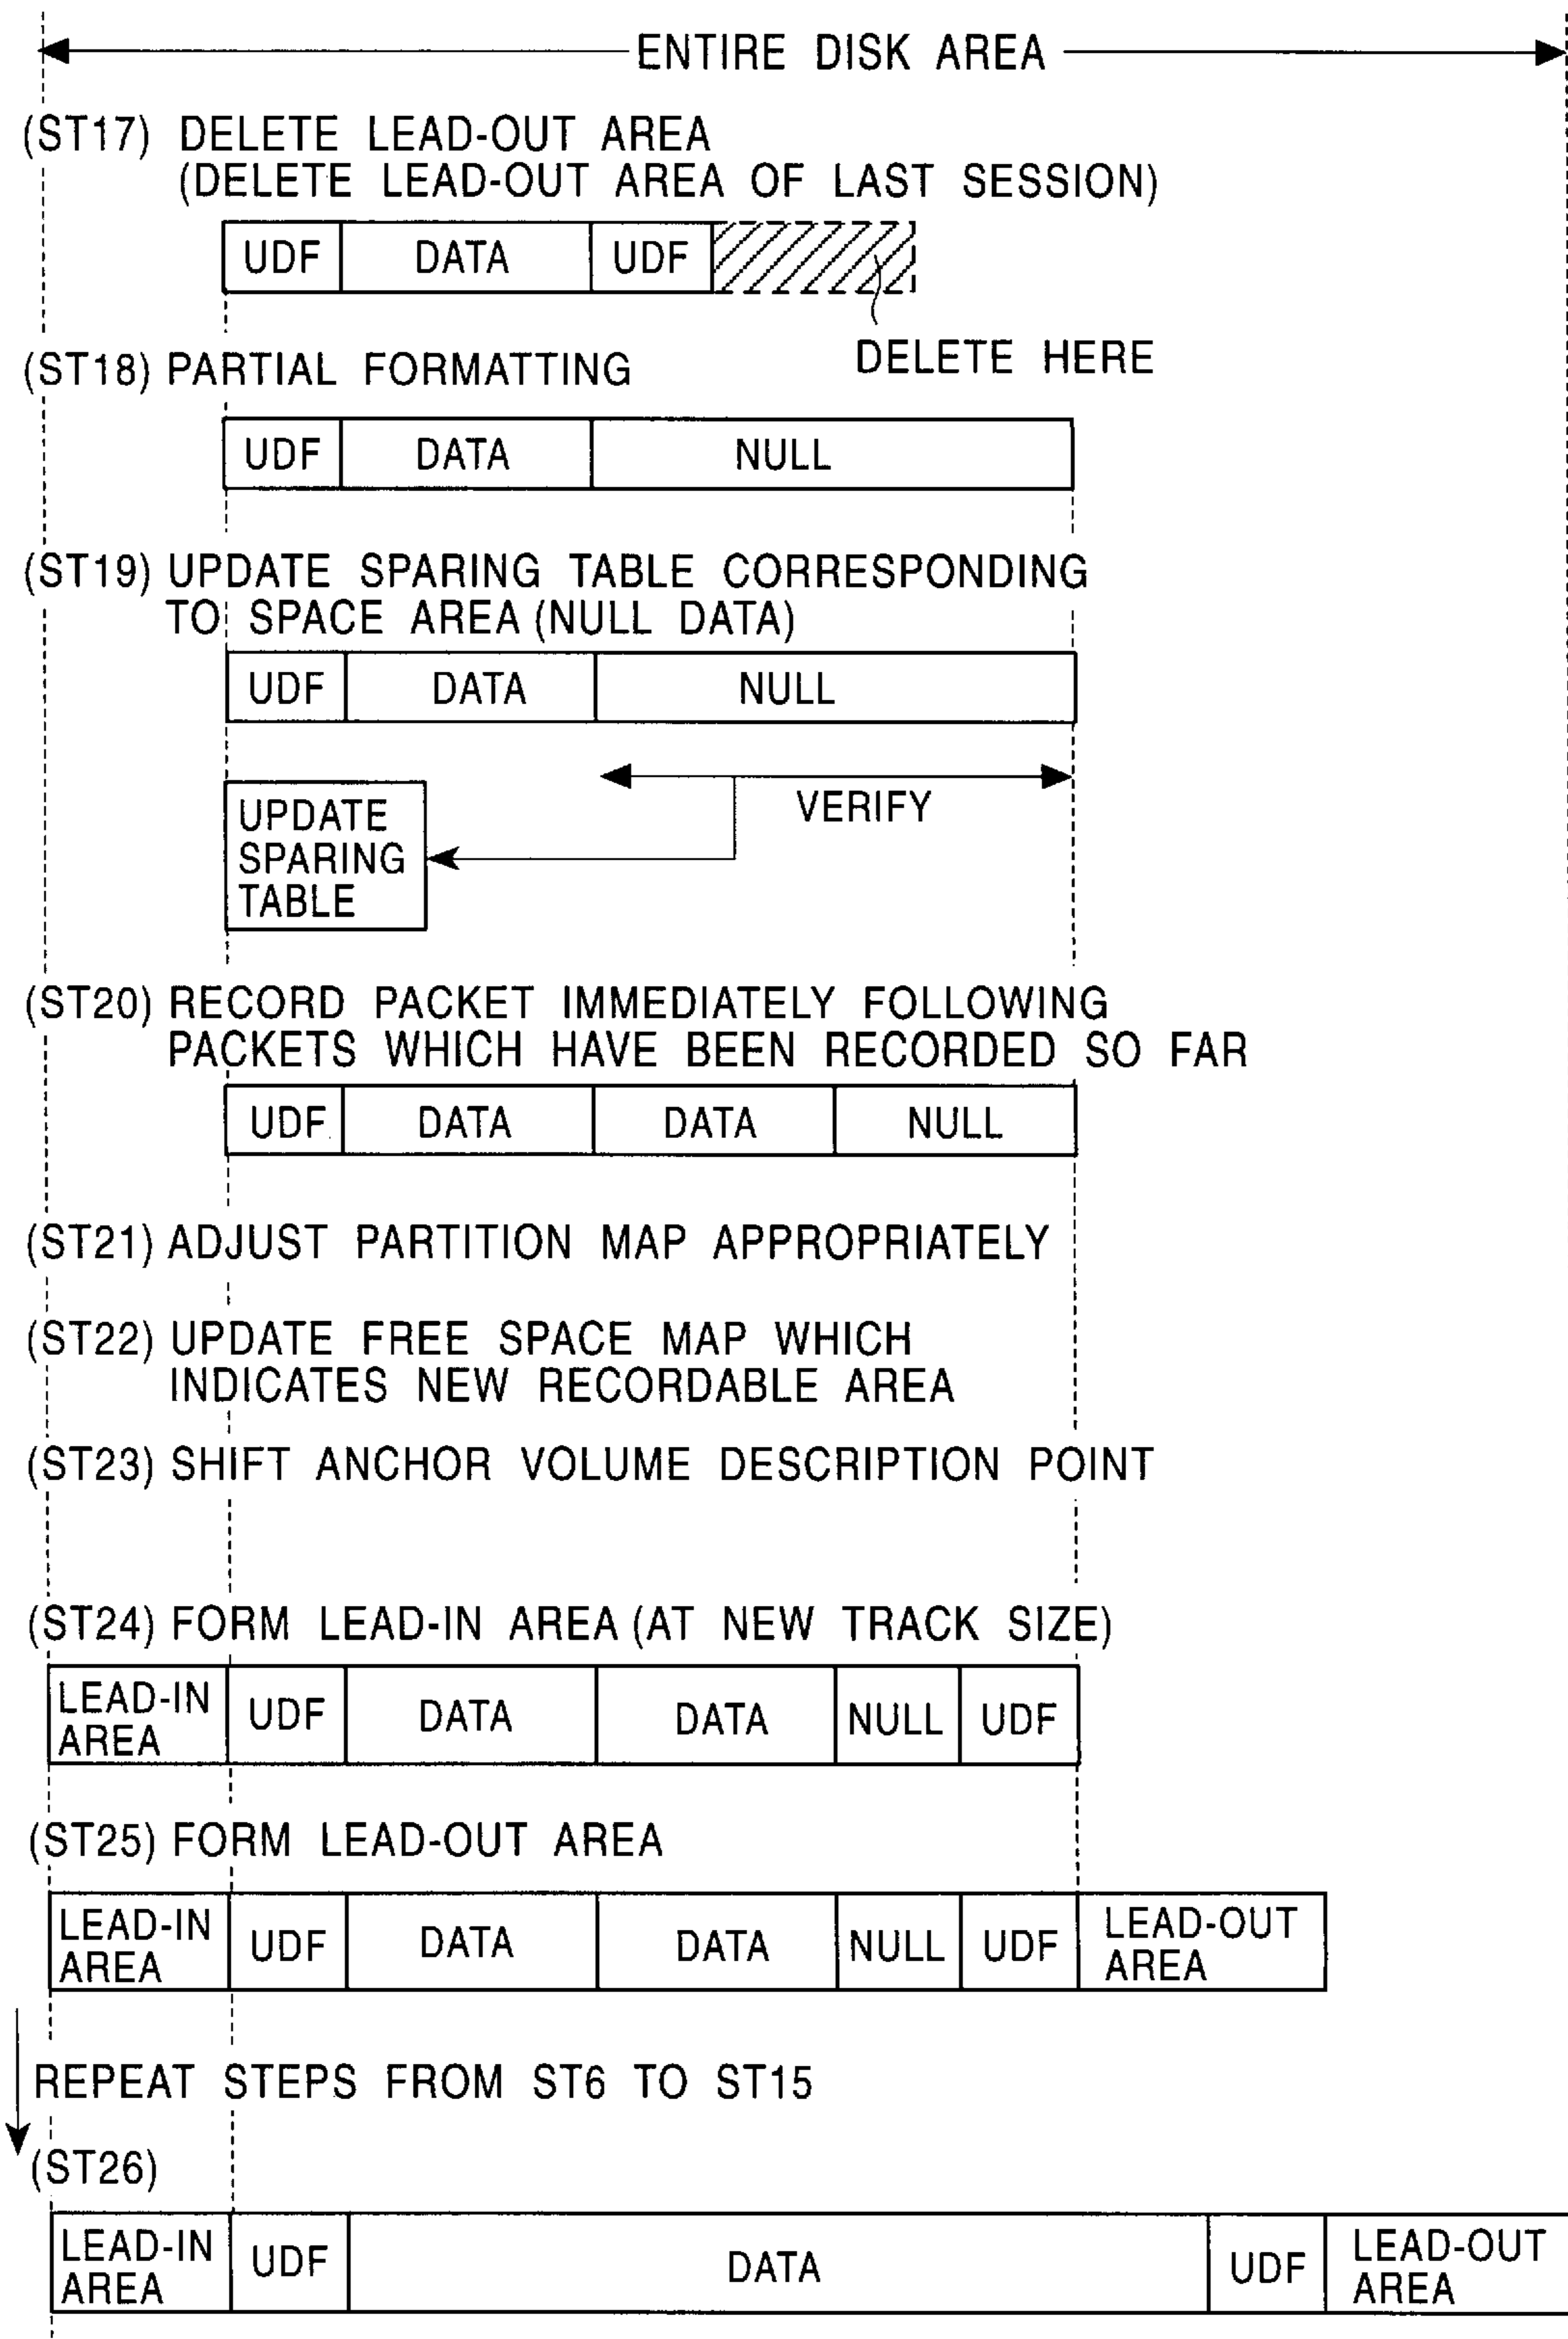 ENTIRE DISK AREA
(ST17) DELETE LEAD-OUT AREA
(DELETE LEAD-OUT AREA OF LAST SESSION)
UDF DATA UDF
DELETE HERE
(ST18) PARTIAL FORMATTING
UDF DATA NULL
(ST19) UPDATE SPARING TABLE CORRESPONDING
TO SPACE AREA (NULL DATA)
UDF DATA NULL
VERIFY
UPDATE
SPARING
TABLE
(ST20) RECORD PACKET IMMEDIATELY FOLLOWING
PACKETS WHICH HAVE BEEN RECORDED SO FAR
UDF DATA DATA NULL
(ST21) ADJUST PARTITION MAP APPROPRIATELY
(ST22) UPDATE FREE SPACE MAP WHICH
INDICATES NEW RECORDABLE AREA
(ST23) SHIFT ANCHOR VOLUME DESCRIPTION POINT
(ST24) FORM LEAD-IN AREA (AT NEW TRACK SIZE)
LEAD-IN
AREA
UDF DATA DATA NULL UDF
(ST25) FORM LEAD-OUT AREA
LEAD-IN
AREA
UDF DATA DATA NULL UDF
LEAD-OUT
AREA
REPEAT STEPS FROM ST6 TO ST15
(ST26)
LEAD-IN
AREA
UDF DATA UDF
LEAD-OUT
AREA